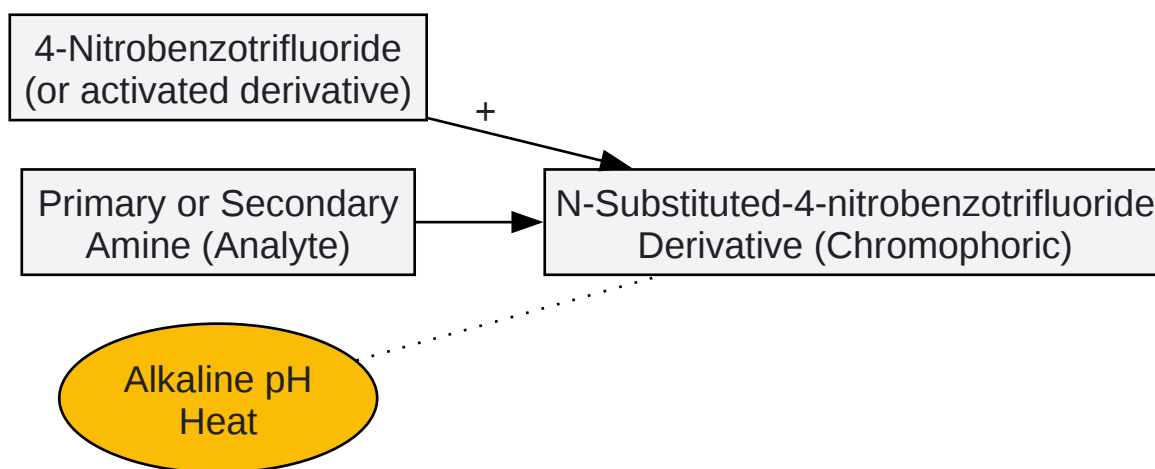 4-Nitrobenzotrifluoride
(or activated derivative)
+
Primary or Secondary
Amine (Analyte)
N-Substituted-4-nitrobenzotrifluoride
Derivative (Chromophoric)
Alkaline pH
Heat